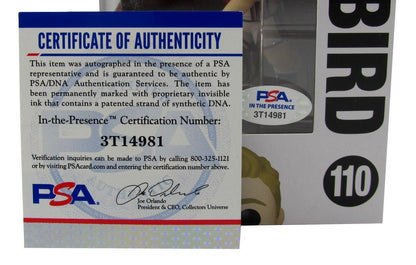 CERTIFICATE OF AUTHENTICITY
This item was autographed in the presence of a PSA
representative and is guaranteed to be authentic by
PSA/DNA Authentication Services. The item has
been permanently marked with proprietary invisible
ink that contains a patented strand of synthetic DNA.
In-the-Presence™ Certification Number:
3T14981
Verification inquiries can be made to PSA by calling 800-325-1121
or by visiting PSAcard.com and entering the above certification number.
PSA
Joe Orlando
President & CEO, Collectors Universe
PSA
IN THE PRESENCE
3T14981
BIRD
110